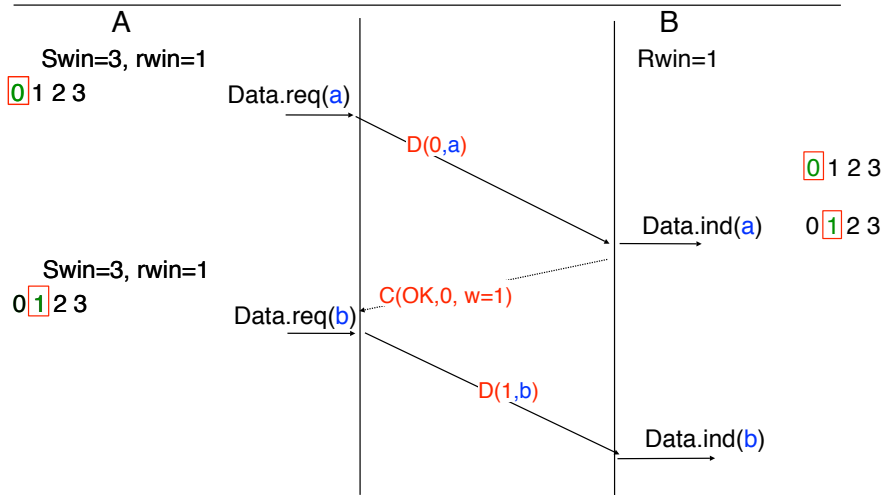 A
B
Swin=3, rwin=1
Rwin=1
0 1 2 3
Data.req(a)
D(0,a)
0 1 2 3
Data.ind(a)
0 1 2 3
Swin=3, rwin=1
C(OK,0, w=1)
0 1 2 3
Data.req(b)
D(1,b)
Data.ind(b)